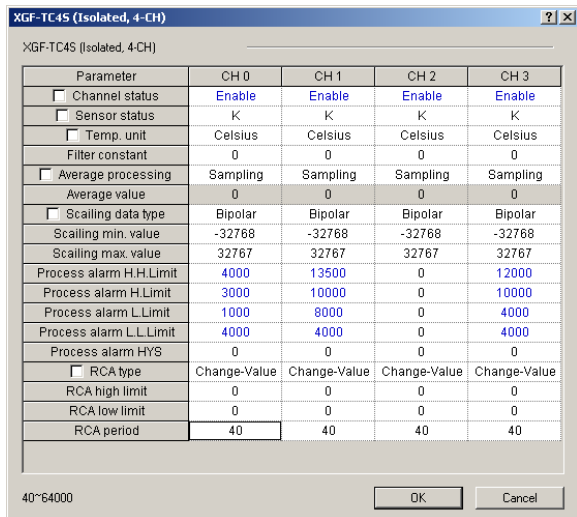 XGF-TC4S (Isolated, 4-CH)
XGF-TC4S (Isolated, 4-CH)
Parameter CH 0 CH 1 CH 2 CH 3
Channel status Enable Enable Enable Enable
Sensor status K K K K
Temp. unit Celsius Celsius Celsius Celsius
Filter constant 0 0 0 0
Average processing Sampling Sampling Sampling Sampling
Average value 0 0 0 0
Scailing data type Bipolar Bipolar Bipolar Bipolar
Scailing min. value -32768 -32768 -32768 -32768
Scailing max. value 32767 32767 32767 32767
Process alarm H.H.Limit 4000 13500 0 12000
Process alarm H.Limit 3000 10000 0 10000
Process alarm L.Limit 1000 8000 0 4000
Process alarm L.L.Limit 4000 4000 0 4000
Process alarm HYS 0 0 0 0
RCA type Change-Value Change-Value Change-Value Change-Value
RCA high limit 0 0 0 0
RCA low limit 0 0 0 0
RCA period 40 40 40 40
40~64000 OK Cancel